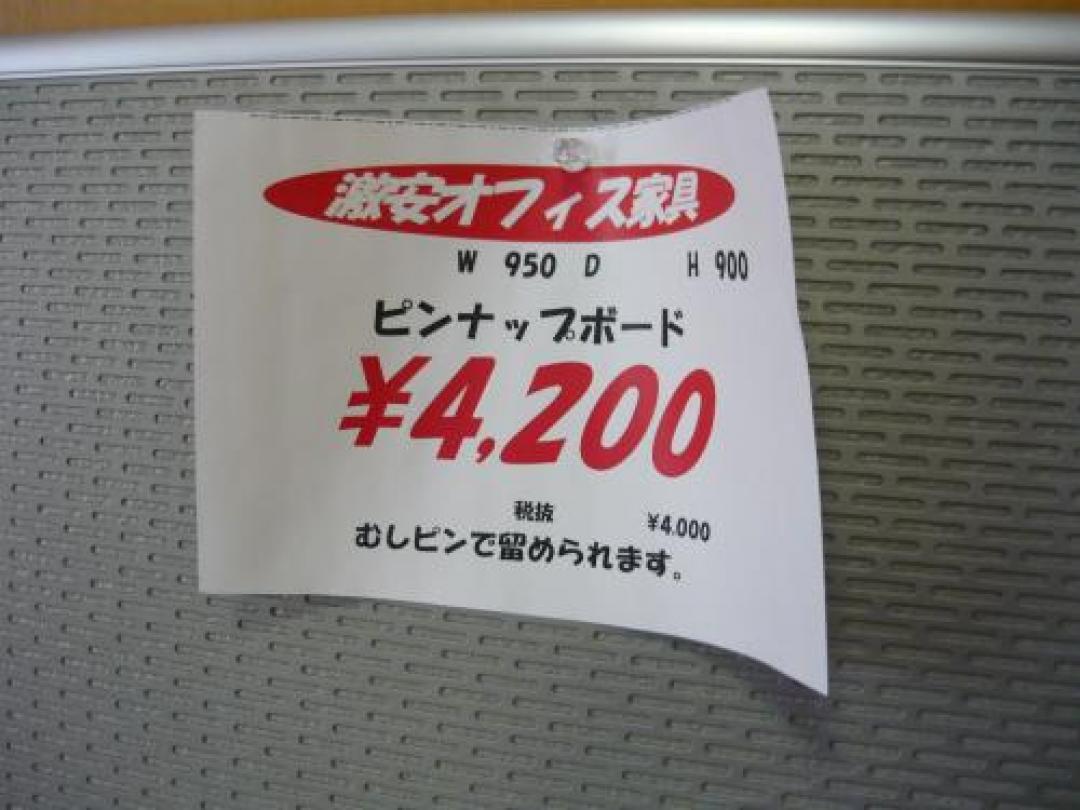 激安オフィス家具
W 950 D H 900
ピンナップボード
¥4,200
税抜 ¥4,000
むしピンで留められます。